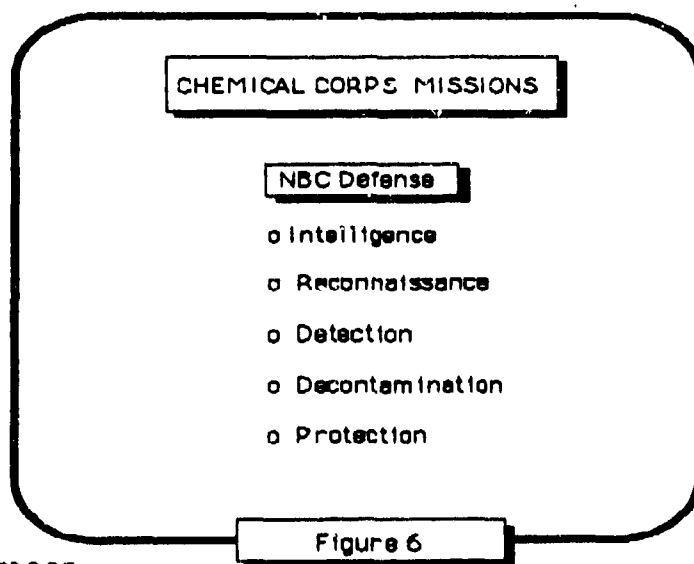 CHEMICAL CORPS MISSIONS
NBC Defense
o Intelligence
o Reconnaissance
o Detection
o Decontamination
o Protection
Figure 6